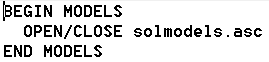 BEGIN MODELS
  OPEN/CLOSE solmodels.asc
END MODELS